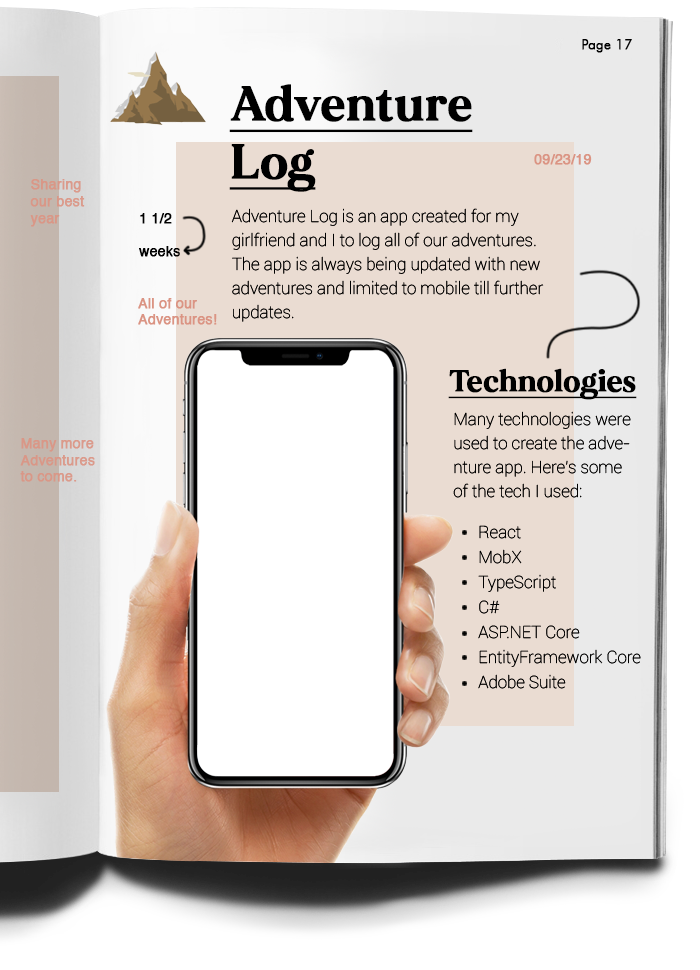 Page 17
Adventure
Log
09/23/19
Sharing
our best
year
1 1/2
weeks
Adventure Log is an app created for my
girlfriend and I to log all of our adventures.
The app is always being updated with new
adventures and limited to mobile till further
updates.
All of our
Adventures!
Technologies
Many technologies were
used to create the adve-
nture app. Here's some
of the tech I used:
Many more
Adventures
to come.
• React
• MobX
• TypeScript
• C#
• ASP.NET Core
• EntityFramework Core
• Adobe Suite